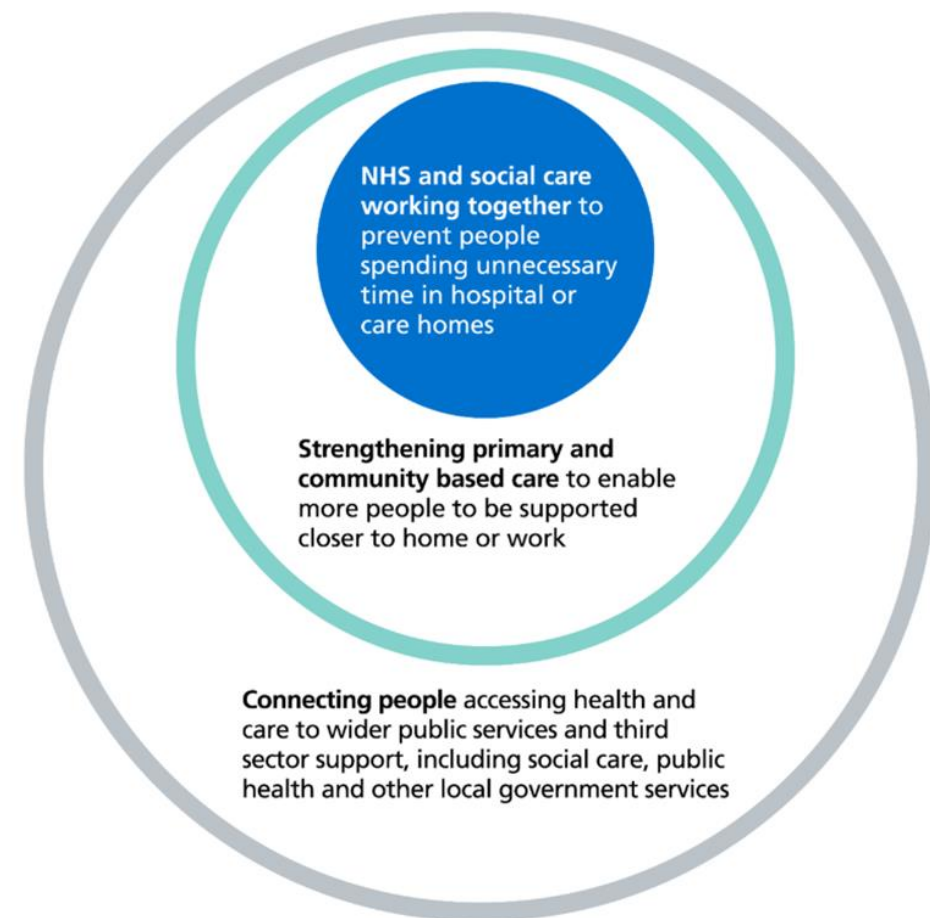 NHS and social care
working together to
prevent people
spending unnecessary
time in hospital or
care homes
Strengthening primary and
community based care to enable
more people to be supported
closer to home or work
Connecting people accessing health and
care to wider public services and third
sector support, including social care, public
health and other local government services